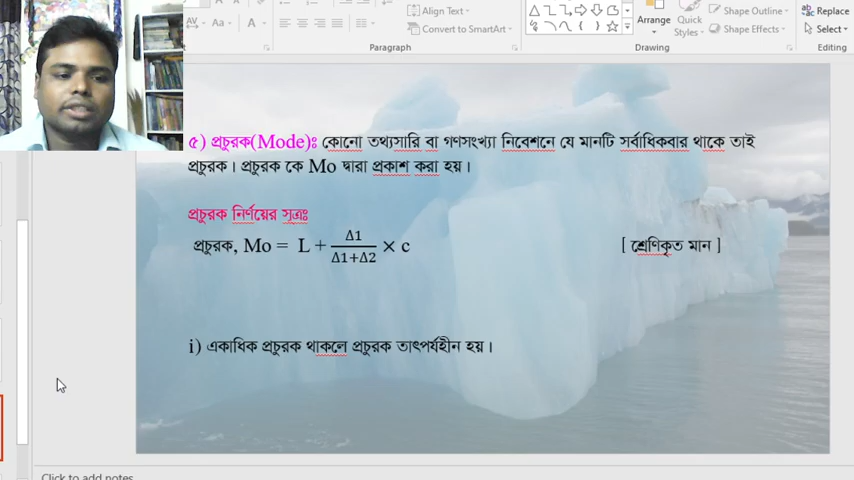 Align Text
Convert to SmartArt
Paragraph
Arrange
Quick
Styles
Shape Outline
Shape Effects
Drawing
Replace
Select
Editing
AV
Aa
A
৫) প্রচুরক(Mode)ঃ কোনো তথ্যসারি বা গণসংখ্যা নিবেশনে যে মানটি সর্বাধিকবার থাকে তাই
প্রচুরক। প্রচুরক কে Mo দ্বারা প্রকাশ করা হয়।
প্রচুরক নির্ণয়ের সূত্রঃ
প্রচুরক, Mo = L + Δ1/Δ1+Δ2 × c [ শ্রেণিকৃত মান ]
i) একাধিক প্রচুরক থাকলে প্রচুরক তাৎপর্যহীন হয়।
Click to add notes